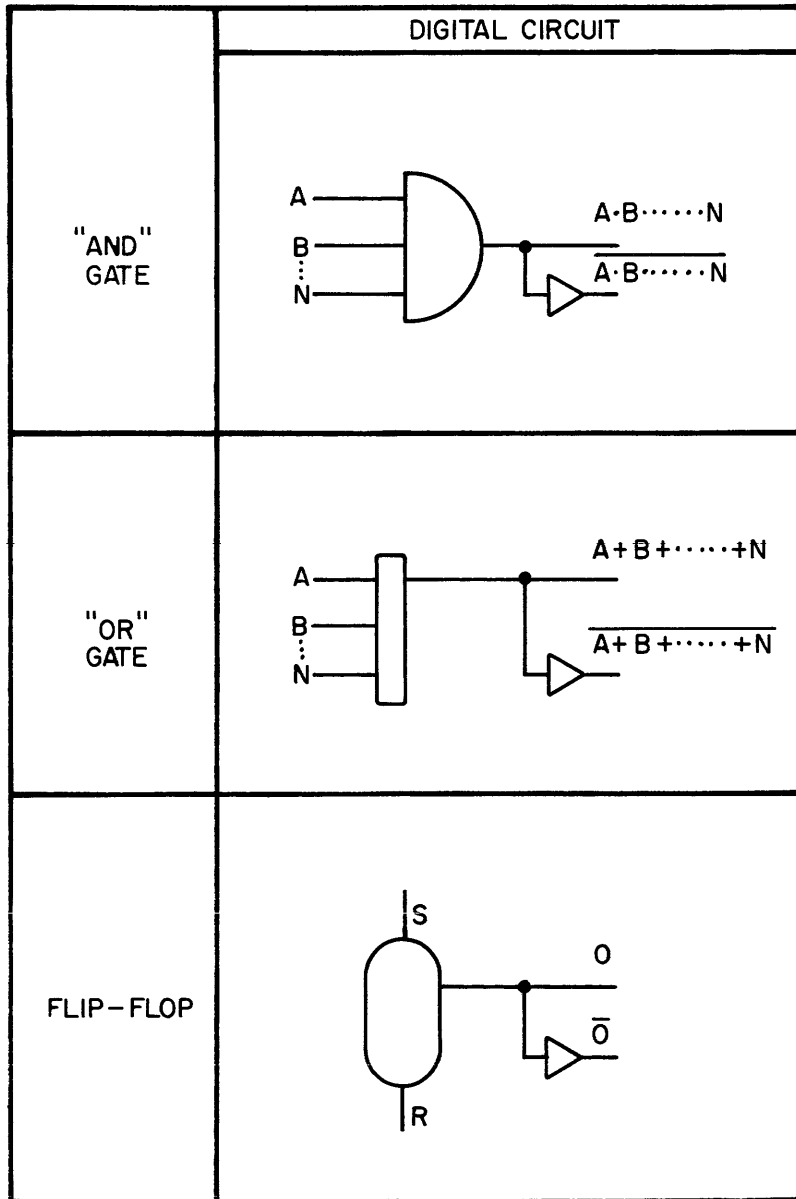 DIGITAL CIRCUIT
"AND"
GATE
A
B
⋮
N
A·B······N
A̅·̅B̅·̅·̅·̅·̅·̅·̅N̅
"OR"
GATE
A
B
⋮
N
A+B+·····+N
A̅+̅B̅+̅·̅·̅·̅·̅·̅+̅N̅
FLIP-FLOP
S
O
O̅
R